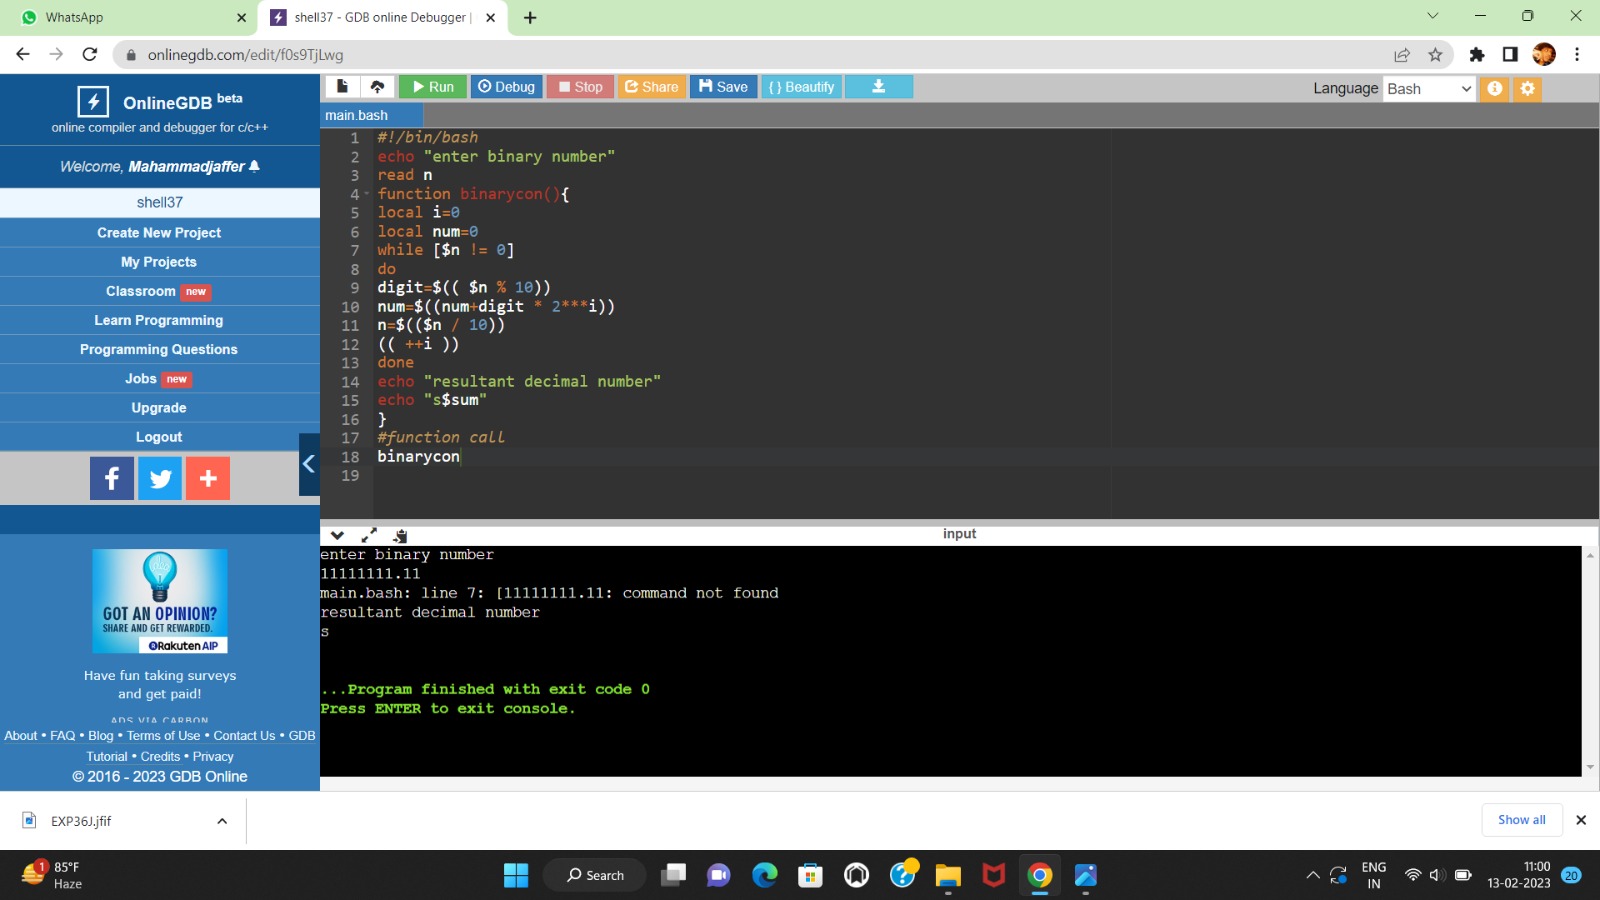 WhatsApp
shell37 - GDB online Debugger |
onlinegdb.com/edit/f0s9TjLwg
OnlineGDB beta
online compiler and debugger for c/c++
Welcome, Mahammadjaffer
shell37
Create New Project
My Projects
Classroom new
Learn Programming
Programming Questions
Jobs new
Upgrade
Logout
GOT AN OPINION?
SHARE AND GET REWARDED.
Rakuten AIP
Have fun taking surveys
and get paid!
ADS VIA CARBON
About • FAQ • Blog • Terms of Use • Contact Us • GDB
Tutorial • Credits • Privacy
© 2016 - 2023 GDB Online
Run Debug Stop Share Save { } Beautify
Language Bash
main.bash
1 #!/bin/bash
2 echo "enter binary number"
3 read n
4 function binarycon(){
5 local i=0
6 local num=0
7 while [$n != 0]
8 do
9 digit=$(( $n % 10))
10 num=$((num+digit * 2***i))
11 n=$(($n / 10))
12 (( ++i ))
13 done
14 echo "resultant decimal number"
15 echo "s$sum"
16 }
17 #function call
18 binarycon
19
input
enter binary number
11111111.11
main.bash: line 7: [11111111.11: command not found
resultant decimal number
s
...Program finished with exit code 0
Press ENTER to exit console.
EXP36J.jfif
Show all
1
85°F
Haze
Search
ENG
IN
11:00
13-02-2023
20